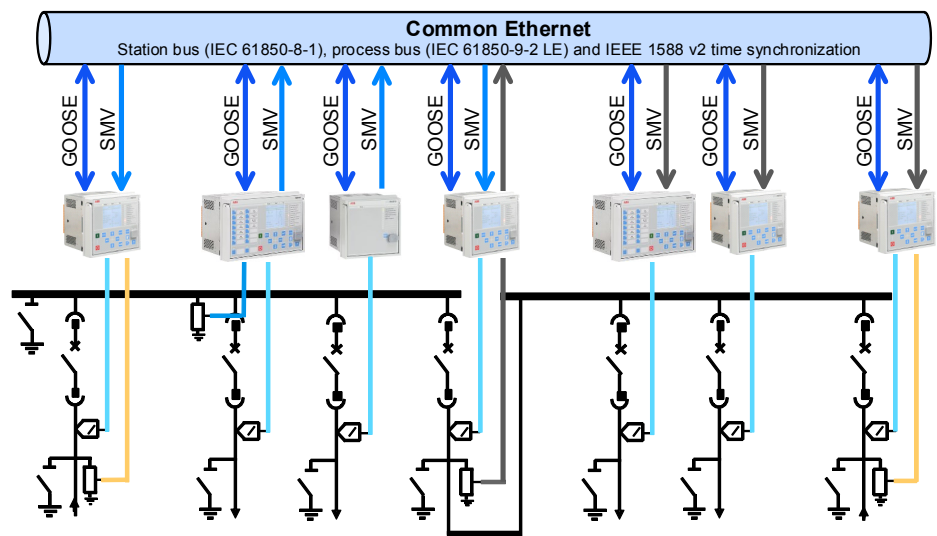 Common Ethernet
Station bus (IEC 61850-8-1), process bus (IEC 61850-9-2 LE) and IEEE 1588 v2 time synchronization
GOOSE
SMV
GOOSE
SMV
GOOSE
SMV
GOOSE
SMV
GOOSE
SMV
GOOSE
SMV
GOOSE
SMV